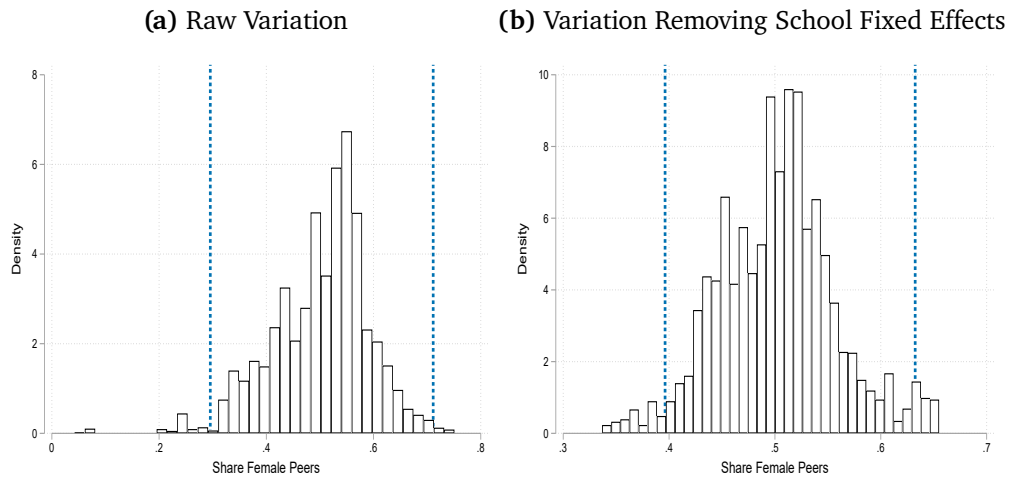 (a) Raw Variation
8
6
4
2
0
Density
0 .2 .4 .6 .8
Share Female Peers
(b) Variation Removing School Fixed Effects
10
8
6
4
2
0
Density
.3 .4 .5 .6 .7
Share Female Peers